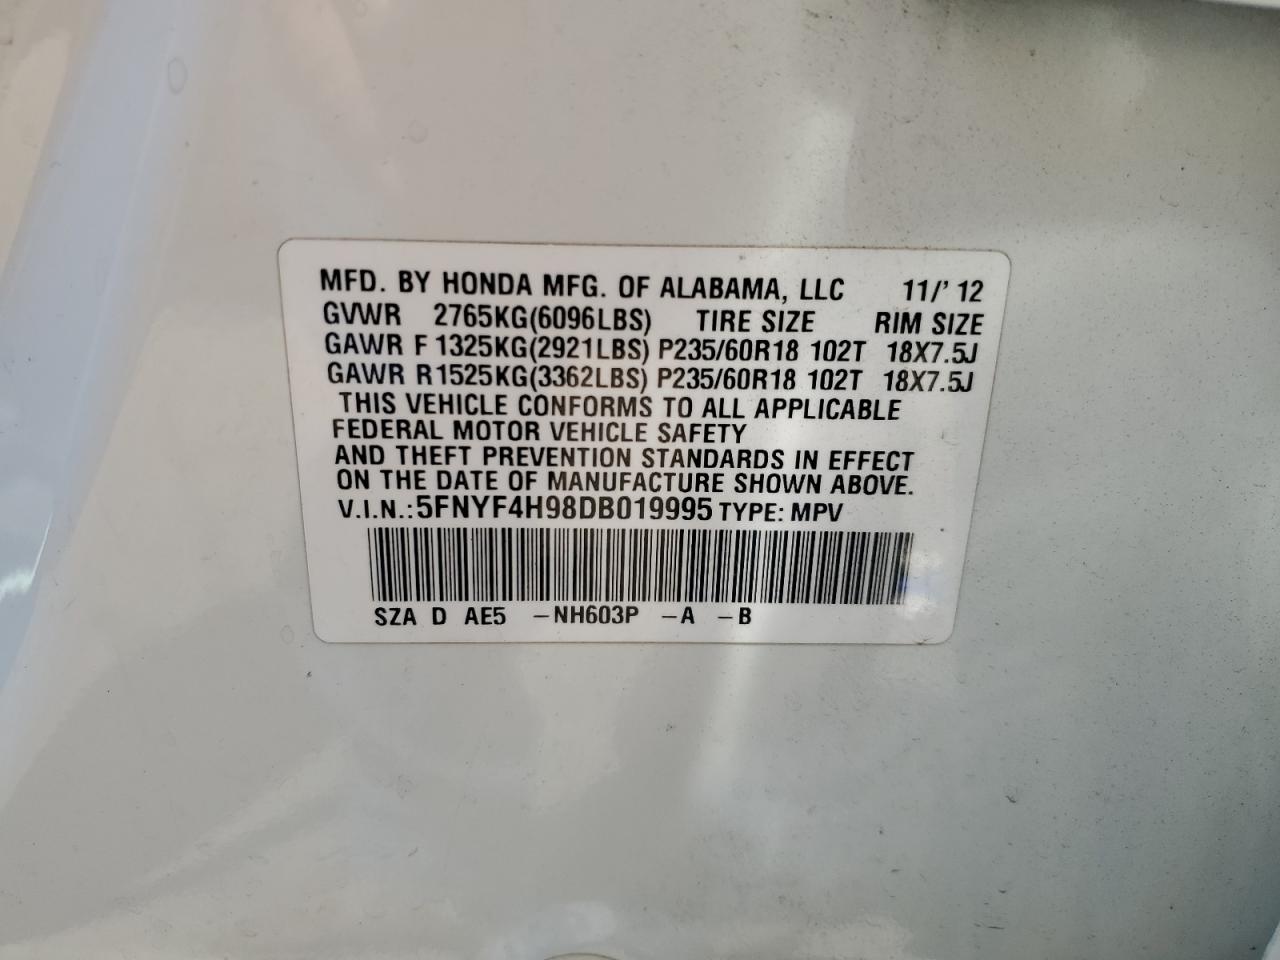 MFD. BY HONDA MFG. OF ALABAMA, LLC 11/' 12
GVWR 2765KG(6096LBS) TIRE SIZE RIM SIZE
GAWR F 1325KG(2921LBS) P235/60R18 102T 18X7.5J
GAWR R1525KG(3362LBS) P235/60R18 102T 18X7.5J
THIS VEHICLE CONFORMS TO ALL APPLICABLE
FEDERAL MOTOR VEHICLE SAFETY
AND THEFT PREVENTION STANDARDS IN EFFECT
ON THE DATE OF MANUFACTURE SHOWN ABOVE.
V.I.N.:5FNYF4H98DB019995 TYPE: MPV
SZA D AE5 -NH603P -A -B